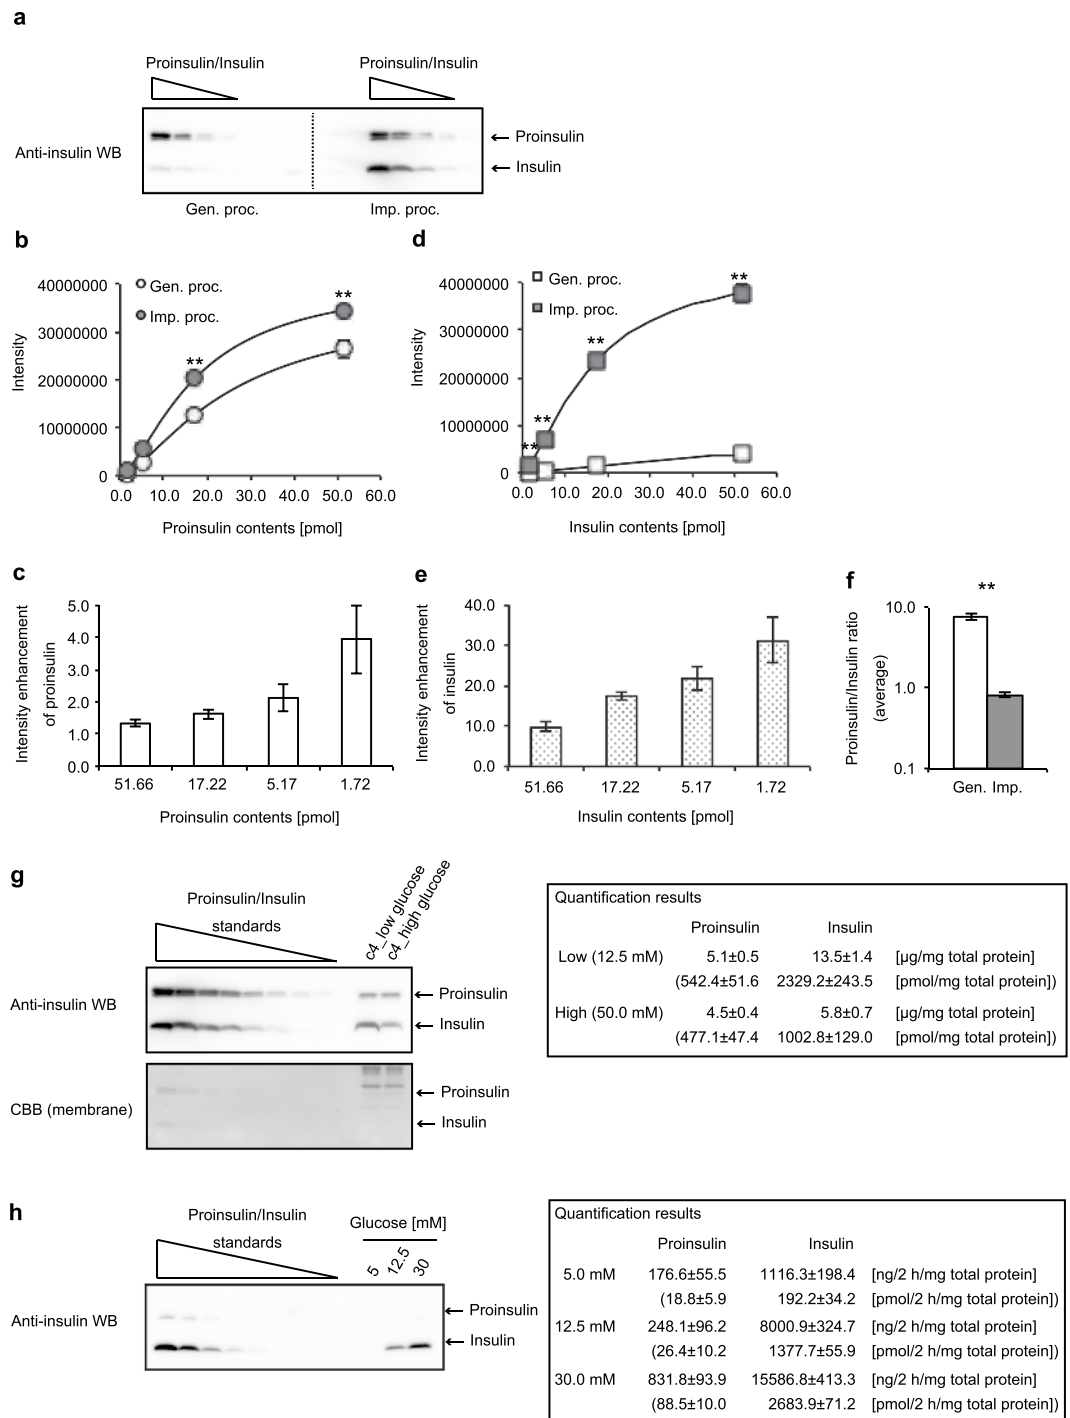 a
Proinsulin/Insulin
Proinsulin/Insulin
Anti-insulin WB
← Proinsulin
← Insulin
Gen. proc.
Imp. proc.
b
Intensity
40000000
30000000
20000000
10000000
0
Gen. proc.
Imp. proc.
**
**
0.0 10.0 20.0 30.0 40.0 50.0 60.0
Proinsulin contents [pmol]
d
Intensity
40000000
30000000
20000000
10000000
0
Gen. proc.
Imp. proc.
**
**
**
**
0.0 10.0 20.0 30.0 40.0 50.0 60.0
Insulin contents [pmol]
c
Intensity enhancement
of proinsulin
5.0
4.0
3.0
2.0
1.0
0.0
51.66 17.22 5.17 1.72
Proinsulin contents [pmol]
e
Intensity enhancement
of insulin
40.0
30.0
20.0
10.0
0.0
51.66 17.22 5.17 1.72
Insulin contents [pmol]
f
Proinsulin/Insulin ratio
(average)
**
10.0
1.0
0.1
Gen. Imp.
g
Proinsulin/Insulin
standards
c4_low glucose
c4_high glucose
Anti-insulin WB
← Proinsulin
← Insulin
CBB (membrane)
← Proinsulin
← Insulin
Quantification results
Proinsulin Insulin
Low (12.5 mM) 5.1±0.5 13.5±1.4 [µg/mg total protein]
(542.4±51.6 2329.2±243.5 [pmol/mg total protein])
High (50.0 mM) 4.5±0.4 5.8±0.7 [µg/mg total protein]
(477.1±47.4 1002.8±129.0 [pmol/mg total protein])
h
Proinsulin/Insulin
standards
Glucose [mM]
5 12.5 30
Anti-insulin WB
← Proinsulin
← Insulin
Quantification results
Proinsulin Insulin
5.0 mM 176.6±55.5 1116.3±198.4 [ng/2 h/mg total protein]
(18.8±5.9 192.2±34.2 [pmol/2 h/mg total protein])
12.5 mM 248.1±96.2 8000.9±324.7 [ng/2 h/mg total protein]
(26.4±10.2 1377.7±55.9 [pmol/2 h/mg total protein])
30.0 mM 831.8±93.9 15586.8±413.3 [ng/2 h/mg total protein]
(88.5±10.0 2683.9±71.2 [pmol/2 h/mg total protein])